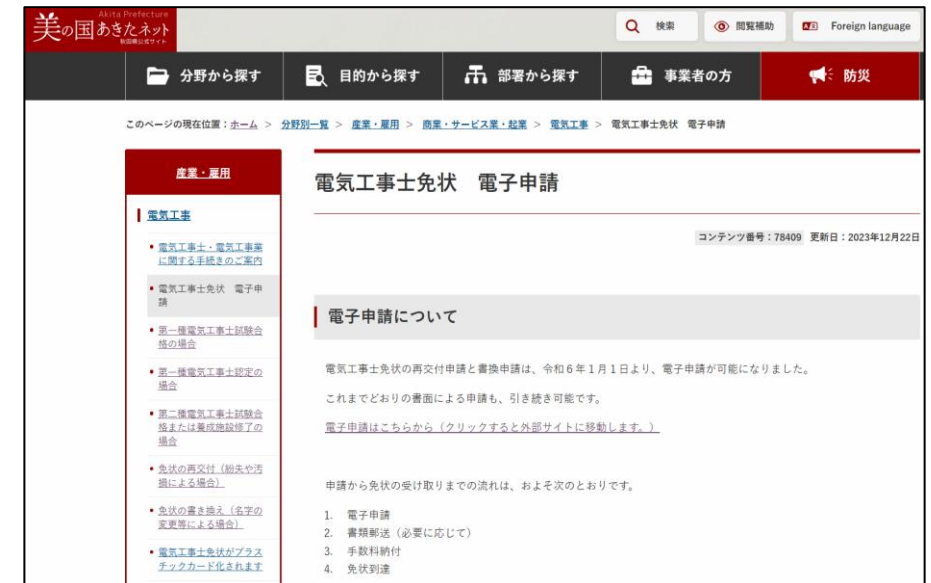 Akita Prefecture
美の国あきたネット
秋田県公式サイト
検索
閲覧補助
Foreign language
分野から探す
目的から探す
部署から探す
事業者の方
防災
このページの現在位置：ホーム > 分野別一覧 > 産業・雇用 > 商業・サービス業・起業 > 電気工事 > 電気工事士免状　電子申請
産業・雇用
電気工事
電気工事士・電気工事業
に関する手続きのご案内
電気工事士免状　電子申
請
第一種電気工事士試験合
格の場合
第一種電気工事士認定の
場合
第二種電気工事士試験合
格または養成施設修了の
場合
免状の再交付（紛失や汚
損による場合）
免状の書き換え（名字の
変更等による場合）
電気工事士免状がプラス
チックカード化されます
電気工事士免状　電子申請
コンテンツ番号：78409　更新日：2023年12月22日
電子申請について
電気工事士免状の再交付申請と書換申請は、令和６年１月１日より、電子申請が可能になりました。
これまでどおりの書面による申請も、引き続き可能です。
電子申請はこちらから（クリックすると外部サイトに移動します。）
申請から免状の受け取りまでの流れは、およそ次のとおりです。
1. 電子申請
2. 書類郵送（必要に応じて）
3. 手数料納付
4. 免状到達